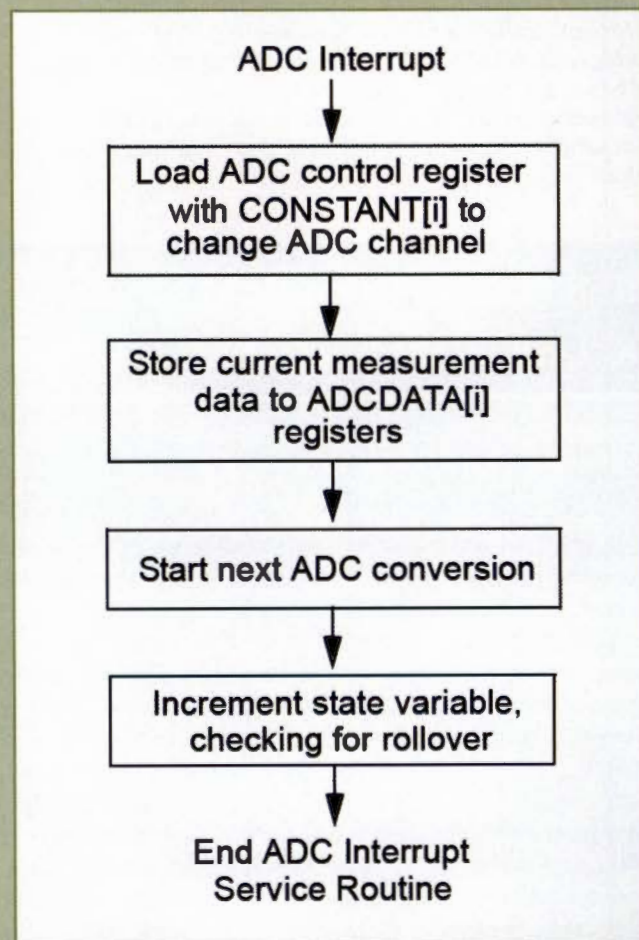 ADC Interrupt
Load ADC control register
with CONSTANT[i] to
change ADC channel
Store current measurement
data to ADCDATA[i]
registers
Start next ADC conversion
Increment state variable,
checking for rollover
End ADC Interrupt
Service Routine